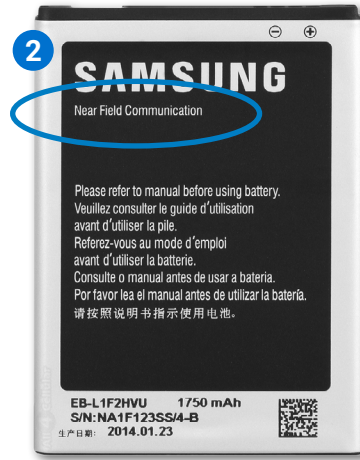 2
SAMSUNG
Near Field Communication
Please refer to manual before using battery.
Veuillez consulter le guide d'utilisation
avant d'utiliser la pile.
Referez-vous au mode d'emploi
avant d'utiliser la batterie.
Consulte o manual antes de usar a bateria.
Por favor lea el manual antes de utilizar la batería.
请按照说明书指示使用电池。
EB-L1F2HVU 1750 mAh
S/N:NA1F123SS/4-B
生产日期: 2014.01.23